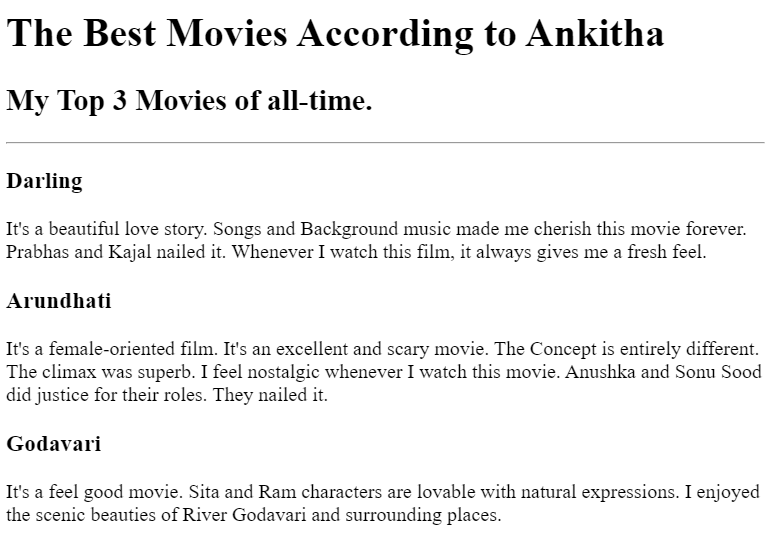 The Best Movies According to Ankitha
My Top 3 Movies of all-time.
Darling
It's a beautiful love story. Songs and Background music made me cherish this movie forever.
Prabhas and Kajal nailed it. Whenever I watch this film, it always gives me a fresh feel.
Arundhati
It's a female-oriented film. It's an excellent and scary movie. The Concept is entirely different.
The climax was superb. I feel nostalgic whenever I watch this movie. Anushka and Sonu Sood
did justice for their roles. They nailed it.
Godavari
It's a feel good movie. Sita and Ram characters are lovable with natural expressions. I enjoyed
the scenic beauties of River Godavari and surrounding places.